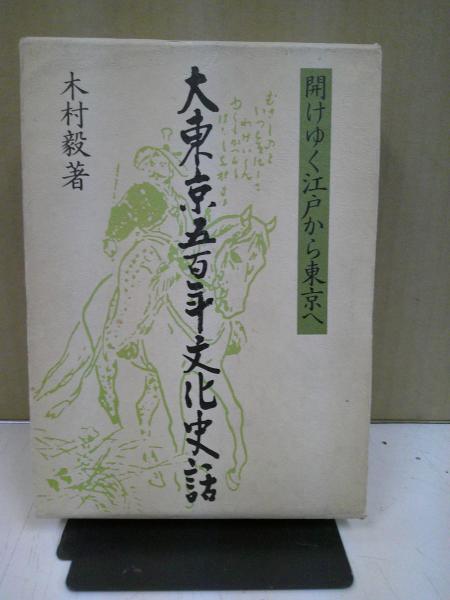 開けゆく江戸から東京へ
大東京五百年文化史話
木村毅著